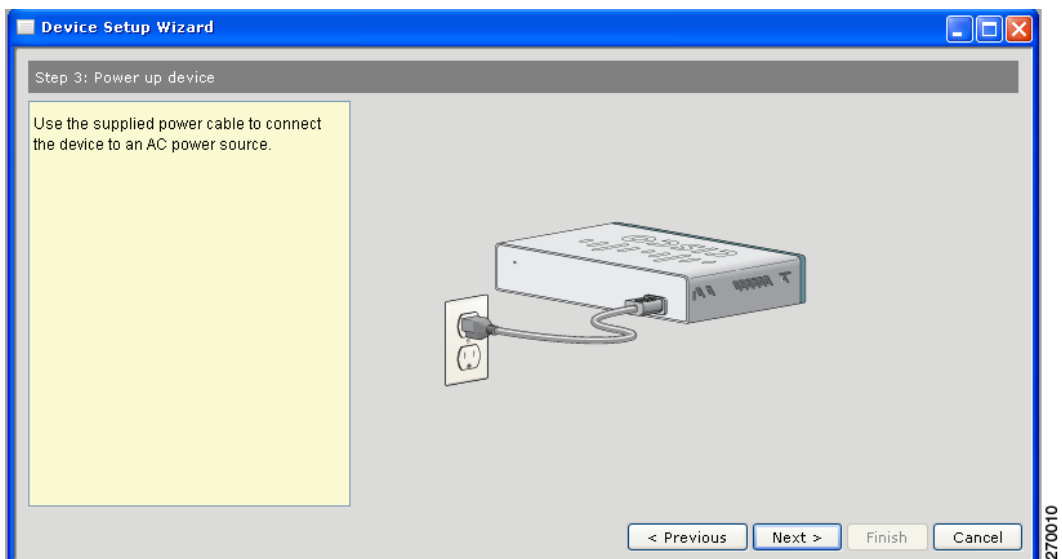 Device Setup Wizard
Step 3: Power up device
Use the supplied power cable to connect
the device to an AC power source.
< Previous
Next >
Finish
Cancel
270010